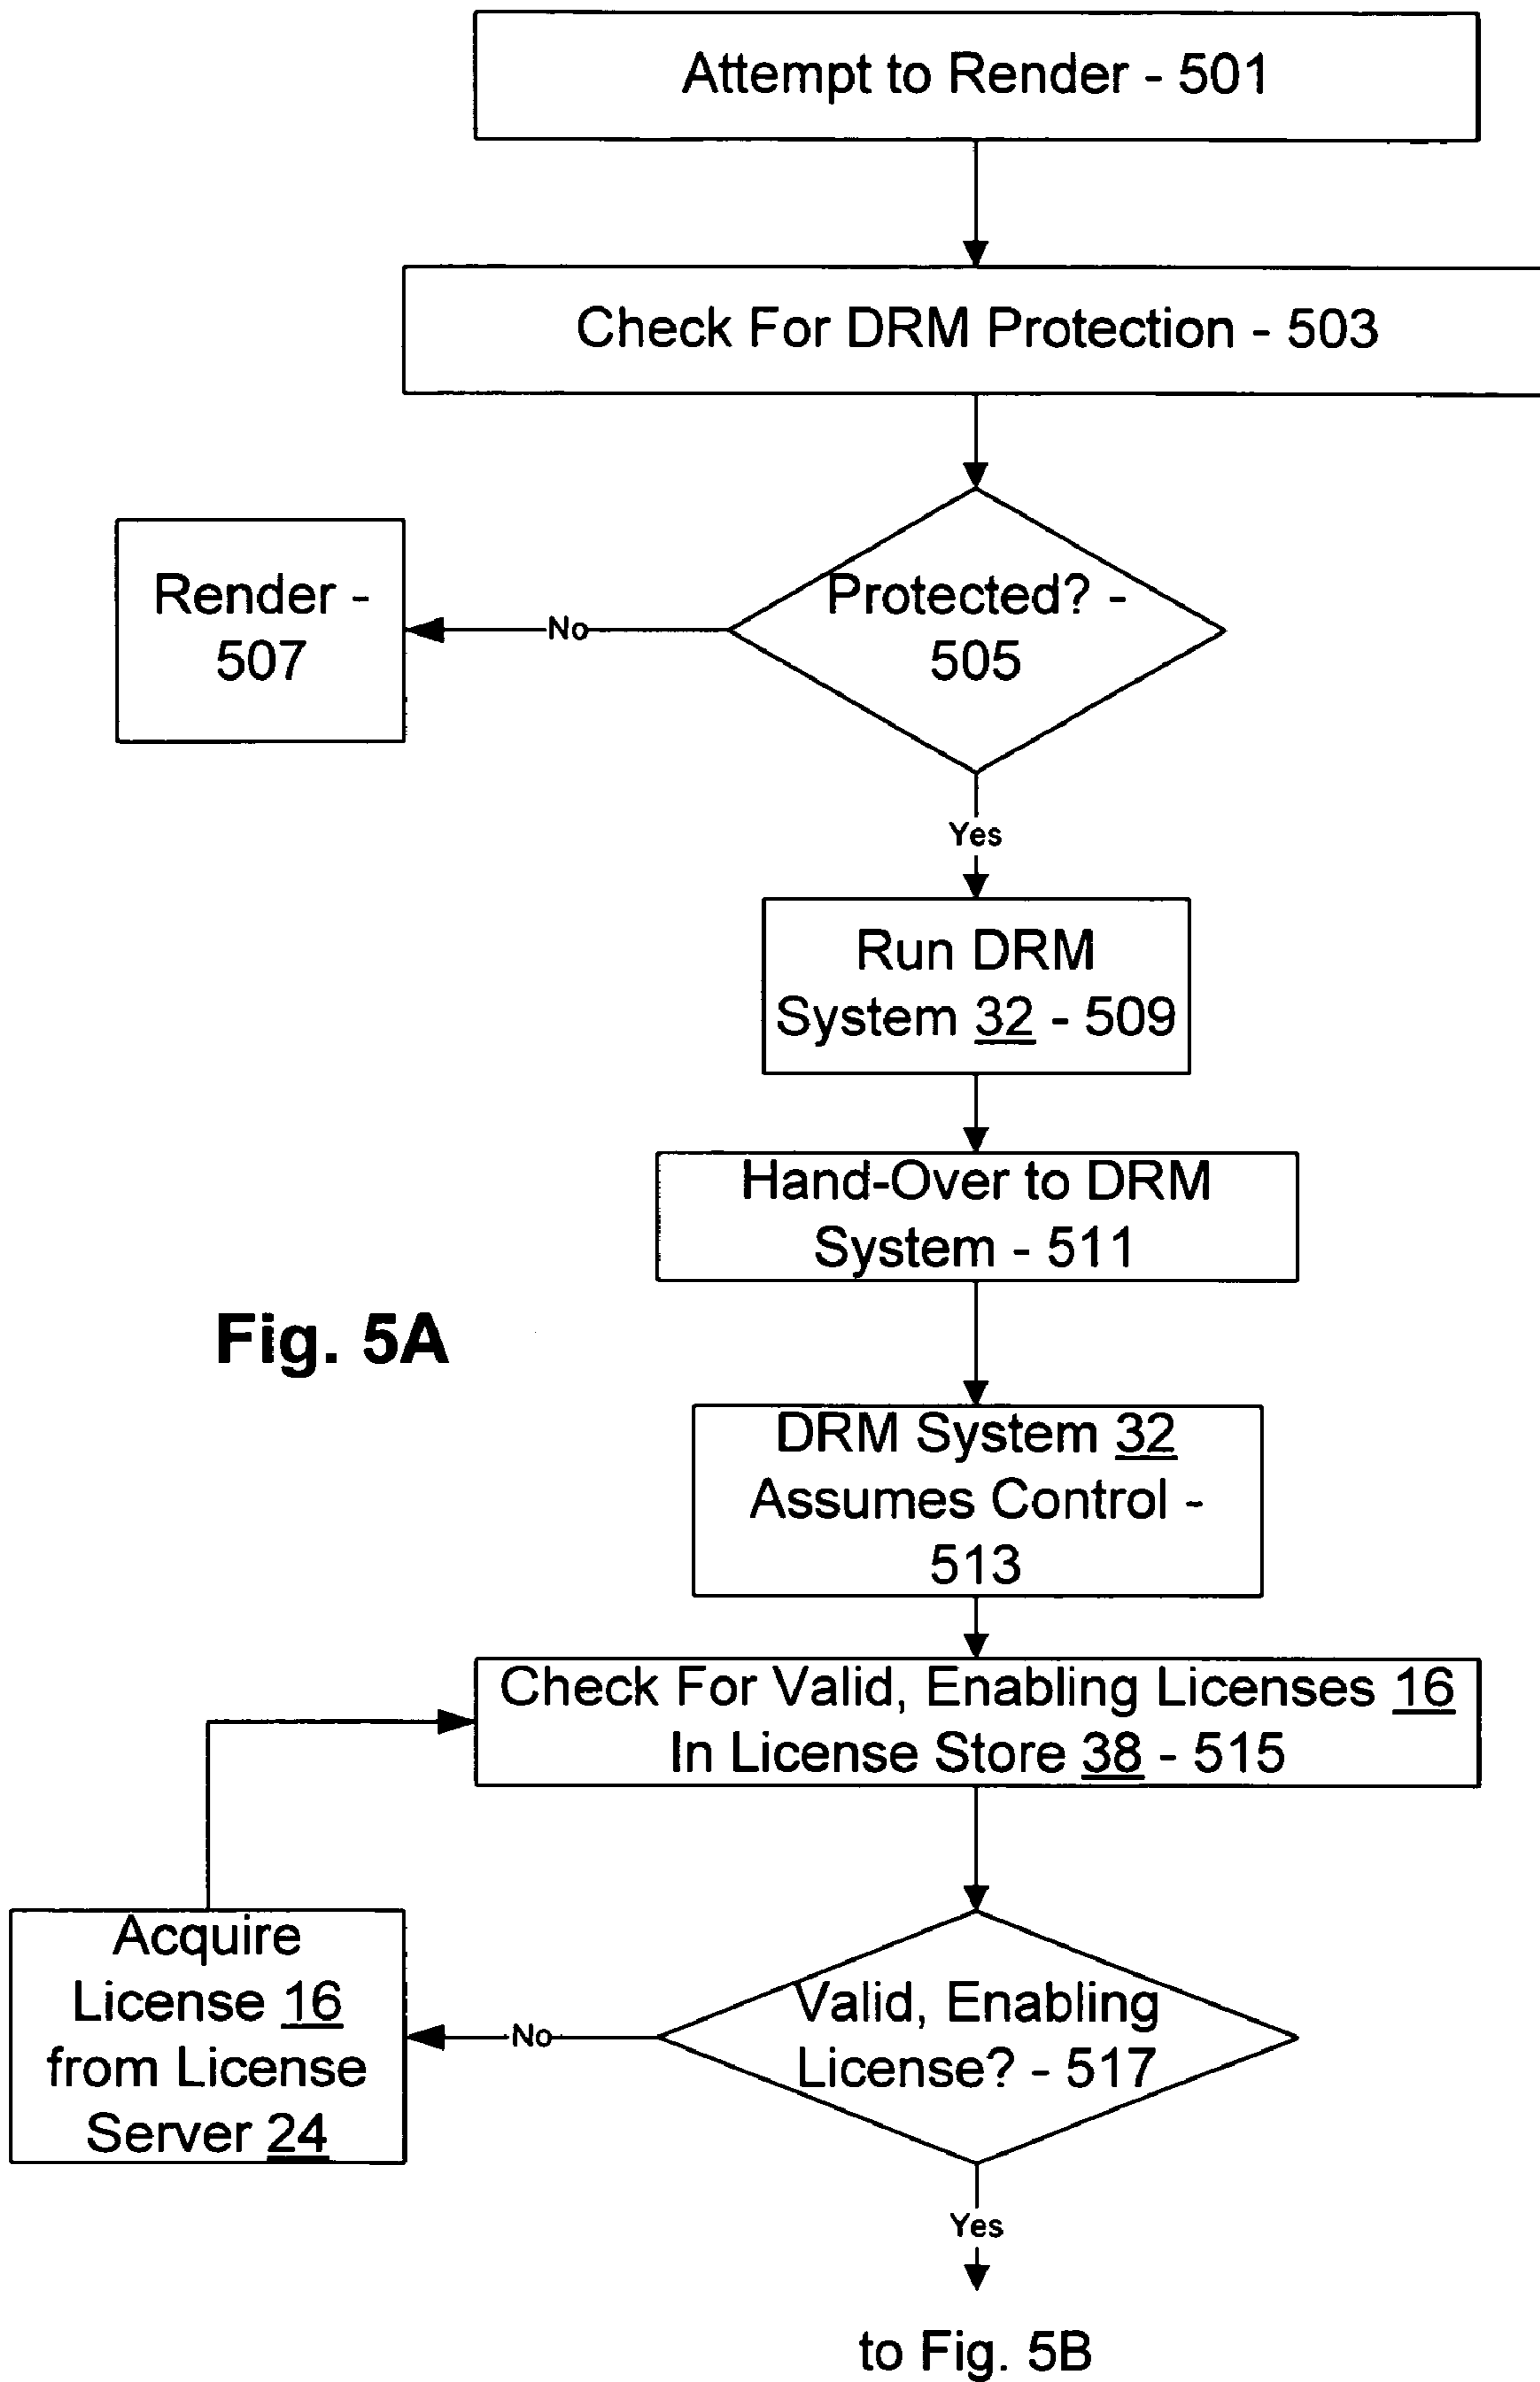 Attempt to Render - 501
Check For DRM Protection - 503
Protected? -
505
No
Render -
507
Yes
Run DRM
System 32 - 509
Hand-Over to DRM
System - 511
Fig. 5A
DRM System 32
Assumes Control -
513
Check For Valid, Enabling Licenses 16
In License Store 38 - 515
Valid, Enabling
License? - 517
No
Acquire
License 16
from License
Server 24
Yes
to Fig. 5B